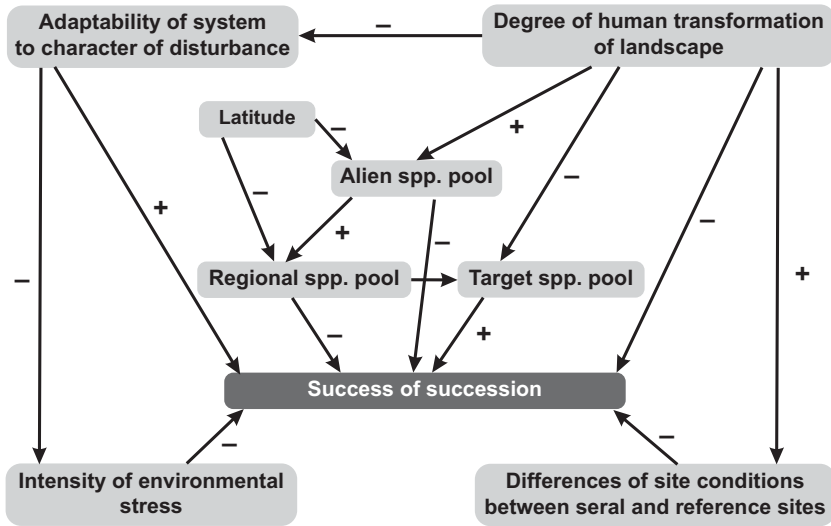 Adaptability of system
to character of disturbance
–
Degree of human transformation
of landscape
Latitude
–
+
Alien spp. pool
–
–
+
+
–
–
–
+
Regional spp. pool
Target spp. pool
–
+
Success of succession
–
–
Intensity of environmental
stress
Differences of site conditions
between seral and reference sites